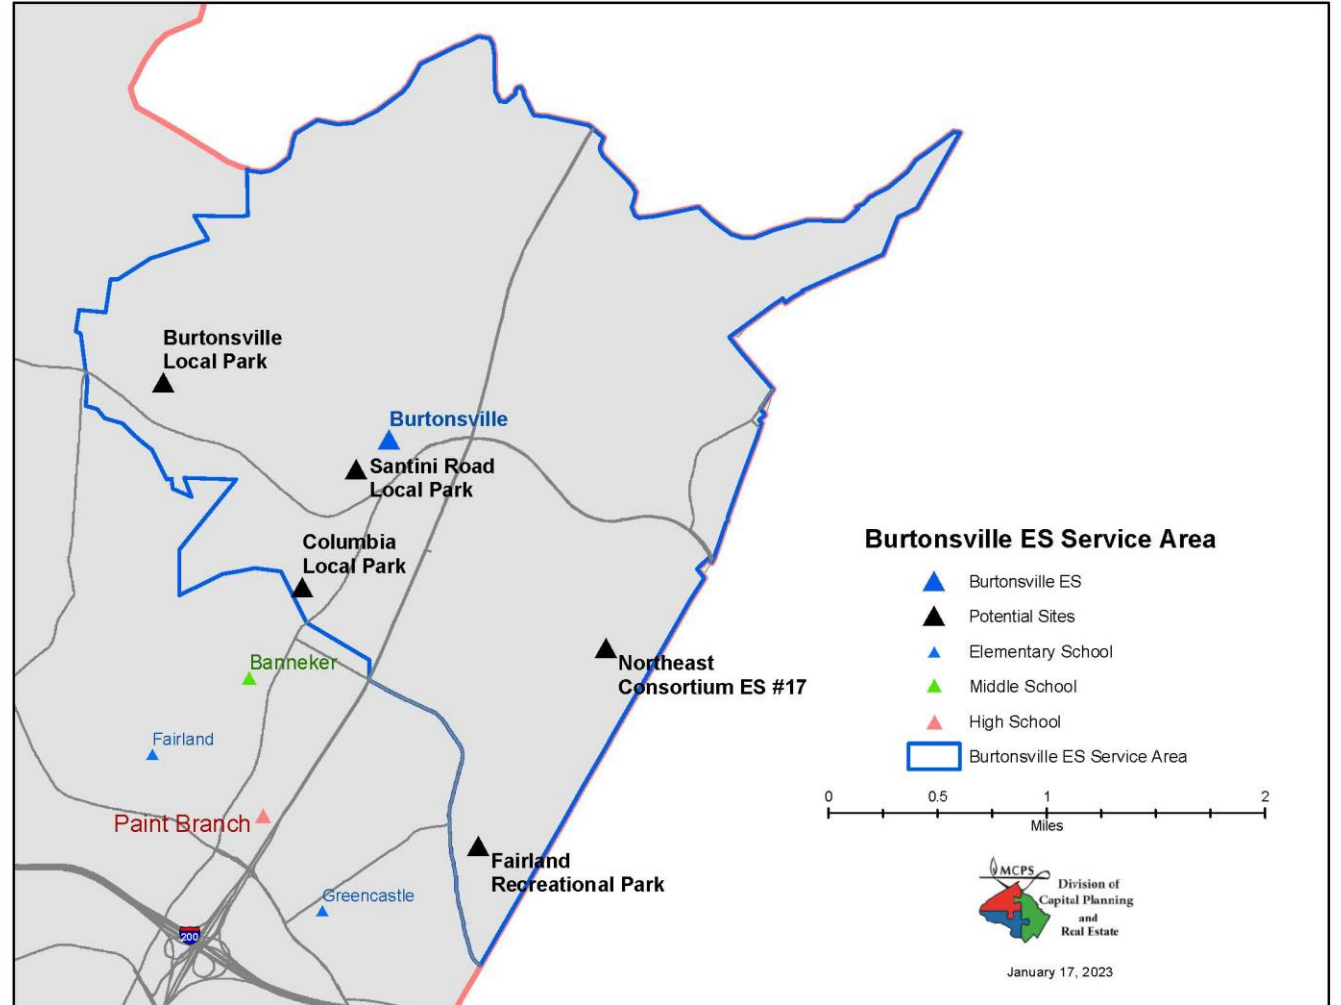 Burtonsville
Local Park
Burtonsville
Santini Road
Local Park
Columbia
Local Park
Banneker
Northeast
Consortium ES #17
Fairland
Paint Branch
Fairland
Recreational Park
Greencastle
200
Burtonsville ES Service Area
Burtonsville ES
Potential Sites
Elementary School
Middle School
High School
Burtonsville ES Service Area
0 0.5 1 2
Miles
MCPS
Division of
Capital Planning
and
Real Estate
January 17, 2023